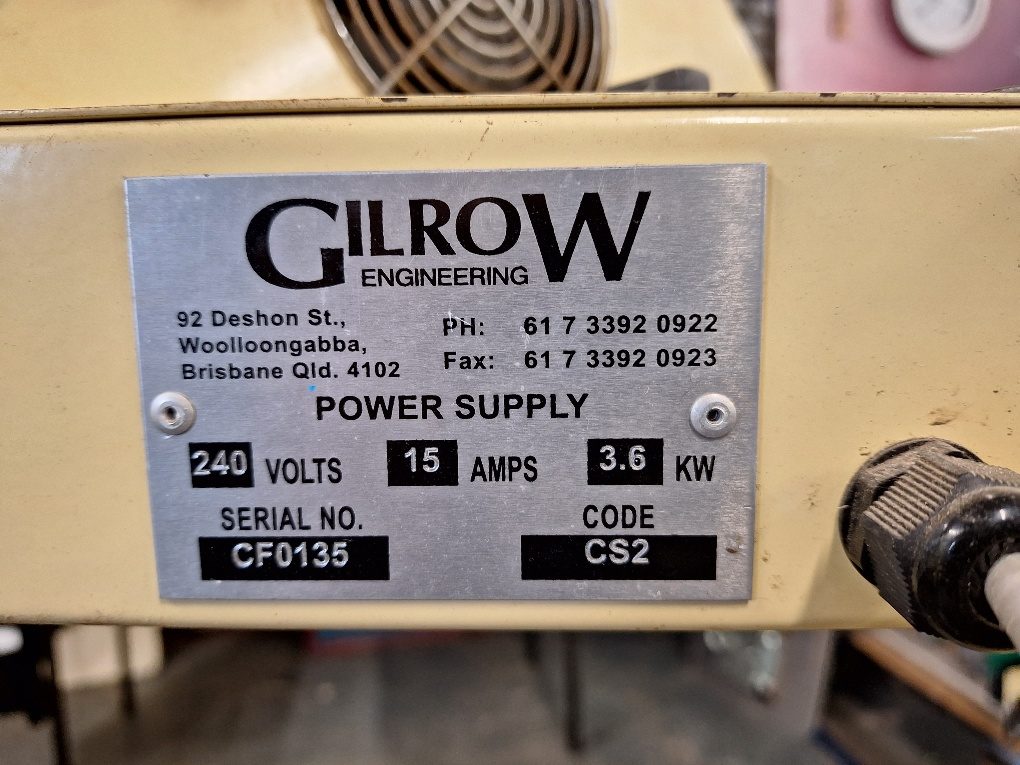 GILROW
ENGINEERING
92 Deshon St.,
Woolloongabba,
Brisbane Qld. 4102
PH: 61 7 3392 0922
Fax: 61 7 3392 0923
POWER SUPPLY
240 VOLTS 15 AMPS 3.6 KW
SERIAL NO. CODE
CF0135 CS2